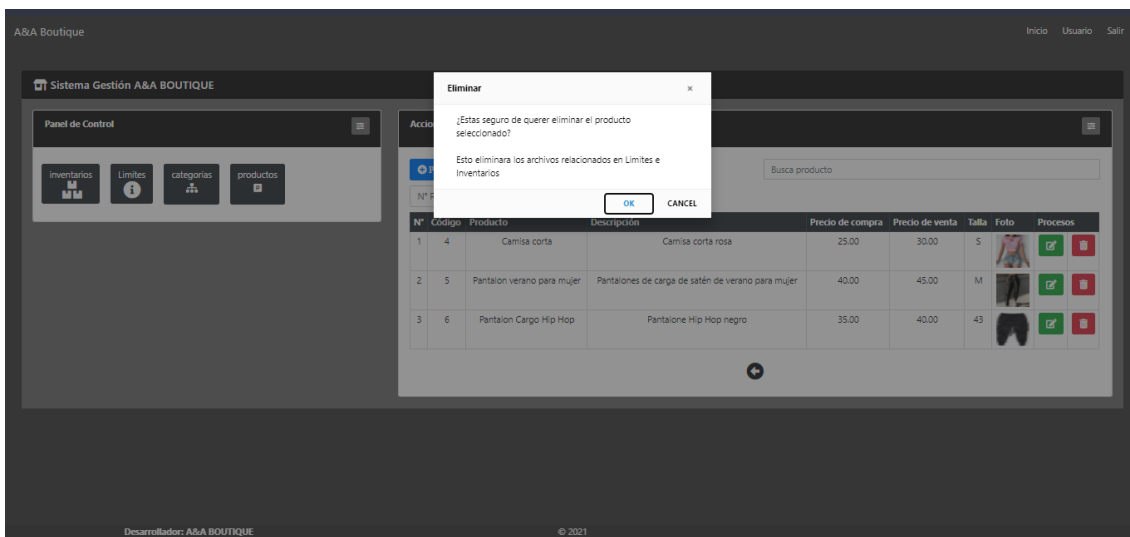 A&A Boutique
Inicio Usuario Salir
Sistema Gestión A&A BOUTIQUE
Panel de Control
inventarios
Limites
categorias
productos
Accio
Eliminar ×
¿Estas seguro de querer eliminar el producto
seleccionado?
Esto eliminara los archivos relacionados en Limites e
Inventarios
OK CANCEL
Busca producto
N°
N° Código Producto Descripción Precio de compra Precio de venta Talla Foto Procesos
1 4 Camisa corta Camisa corta rosa 25.00 30.00 S
2 5 Pantalon verano para mujer Pantalones de carga de satén de verano para mujer 40.00 45.00 M
3 6 Pantalon Cargo Hip Hop Pantalone Hip Hop negro 35.00 40.00 43
Desarrollador: A&A BOUTIQUE © 2021